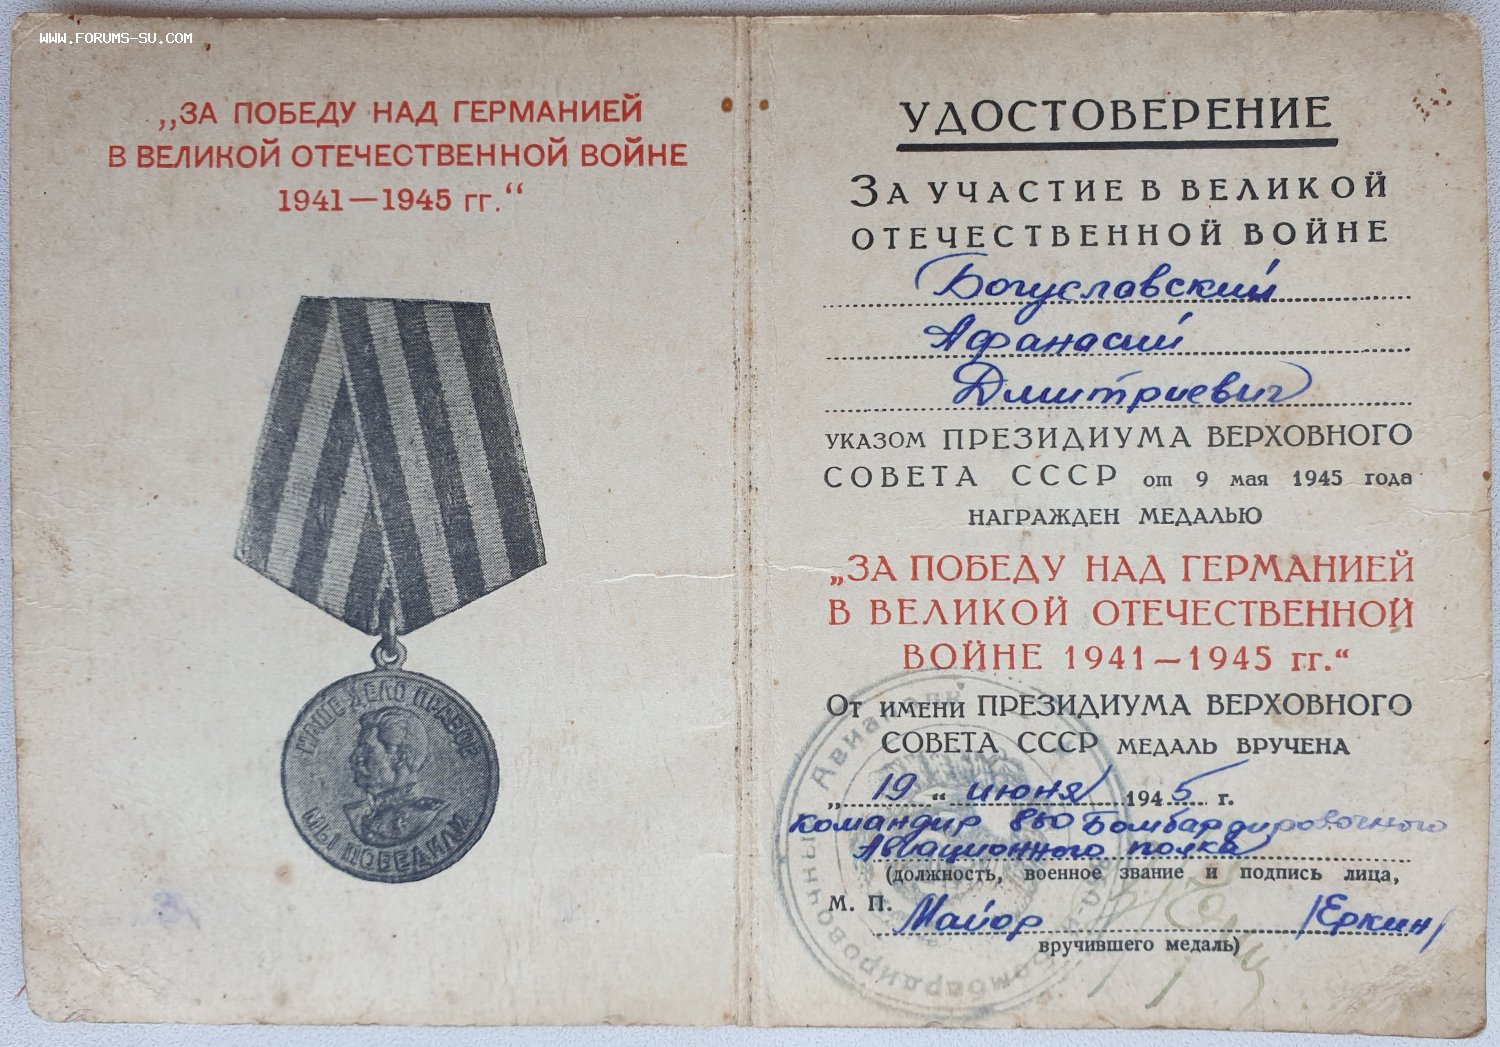 WWW.FORUMS-SU.COM
„ЗА ПОБЕДУ НАД ГЕРМАНИЕЙ
В ВЕЛИКОЙ ОТЕЧЕСТВЕННОЙ ВОЙНЕ
1941—1945 гг.“
НАШЕ ДЕЛО ПРАВОЕ
МЫ ПОБЕДИЛИ
УДОСТОВЕРЕНИЕ
ЗА УЧАСТИЕ В ВЕЛИКОЙ
ОТЕЧЕСТВЕННОЙ ВОЙНЕ
Богуславский
Афанасий
Дмитриевич
УКАЗОМ ПРЕЗИДИУМА ВЕРХОВНОГО
СОВЕТА СССР от 9 мая 1945 года
НАГРАЖДЕН МЕДАЛЬЮ
„ЗА ПОБЕДУ НАД ГЕРМАНИЕЙ
В ВЕЛИКОЙ ОТЕЧЕСТВЕННОЙ
ВОЙНЕ 1941—1945 гг.“
От имени ПРЕЗИДИУМА ВЕРХОВНОГО
СОВЕТА СССР МЕДАЛЬ ВРУЧЕНА
„19“ июня 1945 г.
Командир 860 Бомбардировочного
Авиационного полка
(должность, военное звание и подпись лица,
М. П. Майор /Еркин/
вручившего медаль)